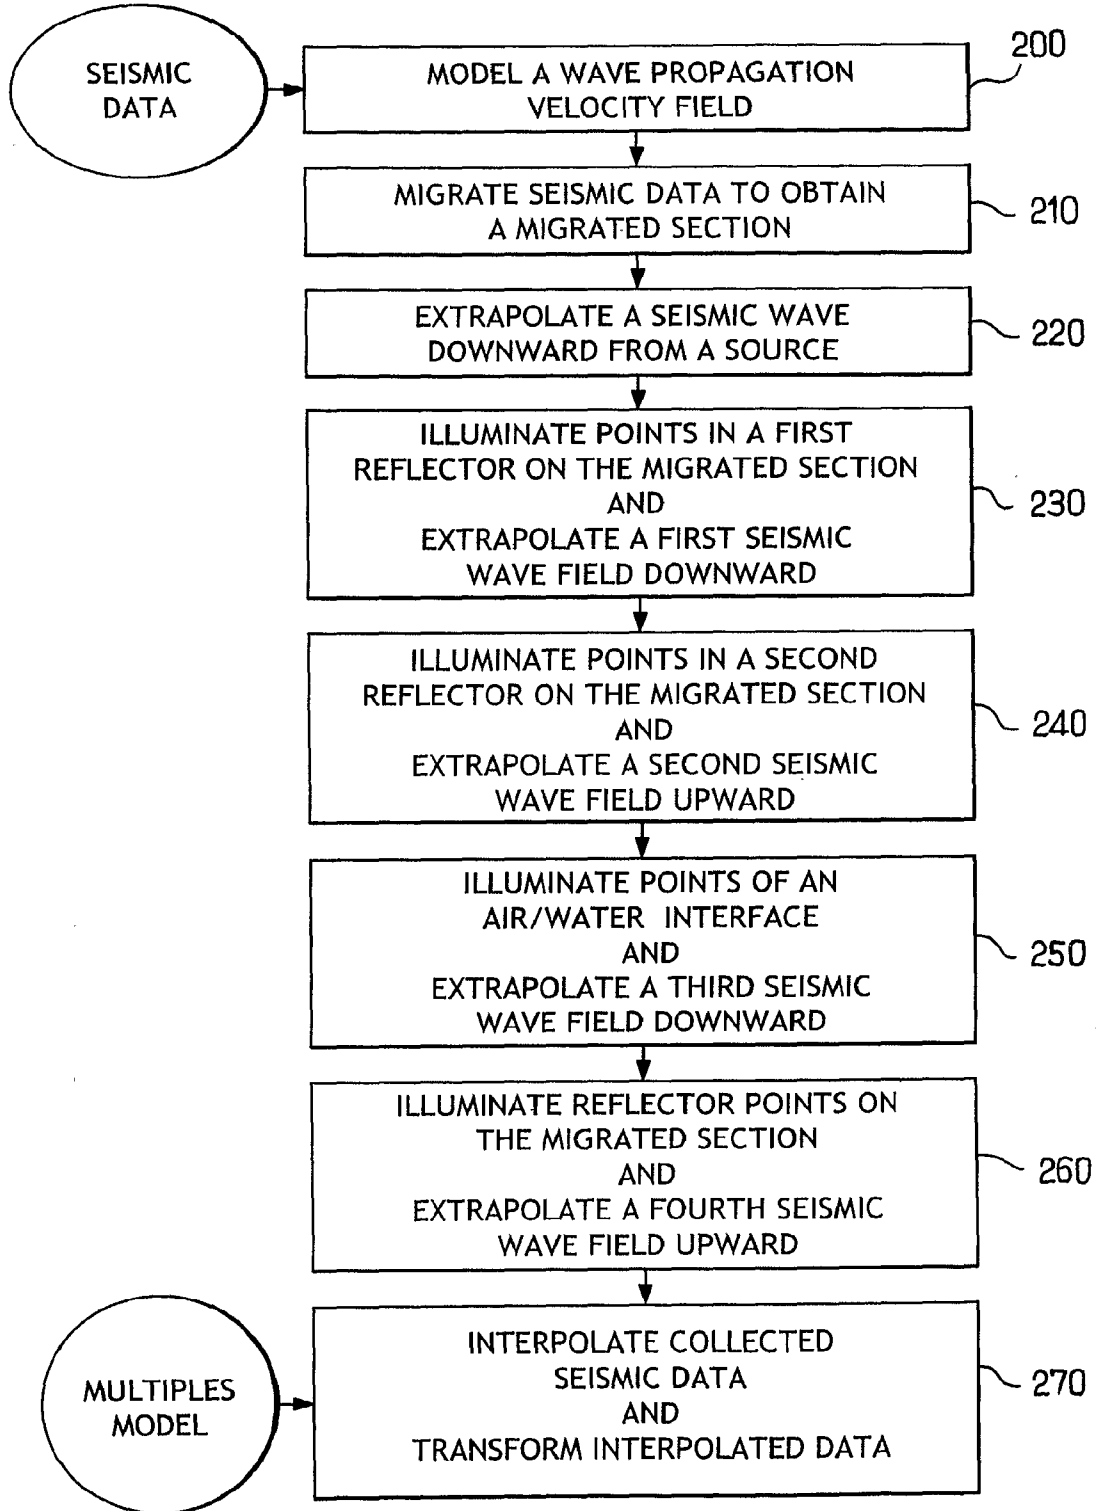 SEISMIC
DATA
MODEL A WAVE PROPAGATION
VELOCITY FIELD
200
MIGRATE SEISMIC DATA TO OBTAIN
A MIGRATED SECTION
210
EXTRAPOLATE A SEISMIC WAVE
DOWNWARD FROM A SOURCE
220
ILLUMINATE POINTS IN A FIRST
REFLECTOR ON THE MIGRATED SECTION
AND
EXTRAPOLATE A FIRST SEISMIC
WAVE FIELD DOWNWARD
230
ILLUMINATE POINTS IN A SECOND
REFLECTOR ON THE MIGRATED SECTION
AND
EXTRAPOLATE A SECOND SEISMIC
WAVE FIELD UPWARD
240
ILLUMINATE POINTS OF AN
AIR/WATER INTERFACE
AND
EXTRAPOLATE A THIRD SEISMIC
WAVE FIELD DOWNWARD
250
ILLUMINATE REFLECTOR POINTS ON
THE MIGRATED SECTION
AND
EXTRAPOLATE A FOURTH SEISMIC
WAVE FIELD UPWARD
260
MULTIPLES
MODEL
INTERPOLATE COLLECTED
SEISMIC DATA
AND
TRANSFORM INTERPOLATED DATA
270